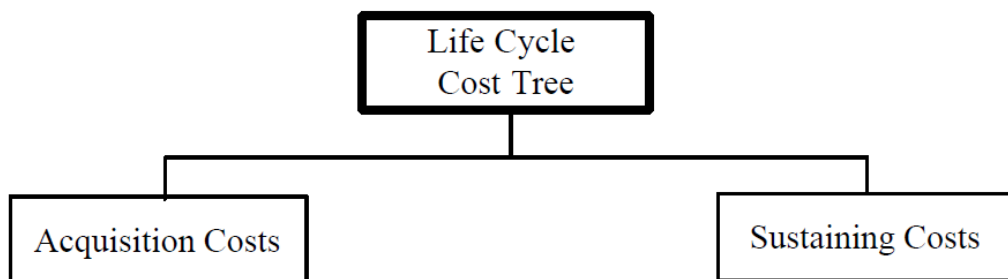 Life Cycle
Cost Tree
Acquisition Costs
Sustaining Costs